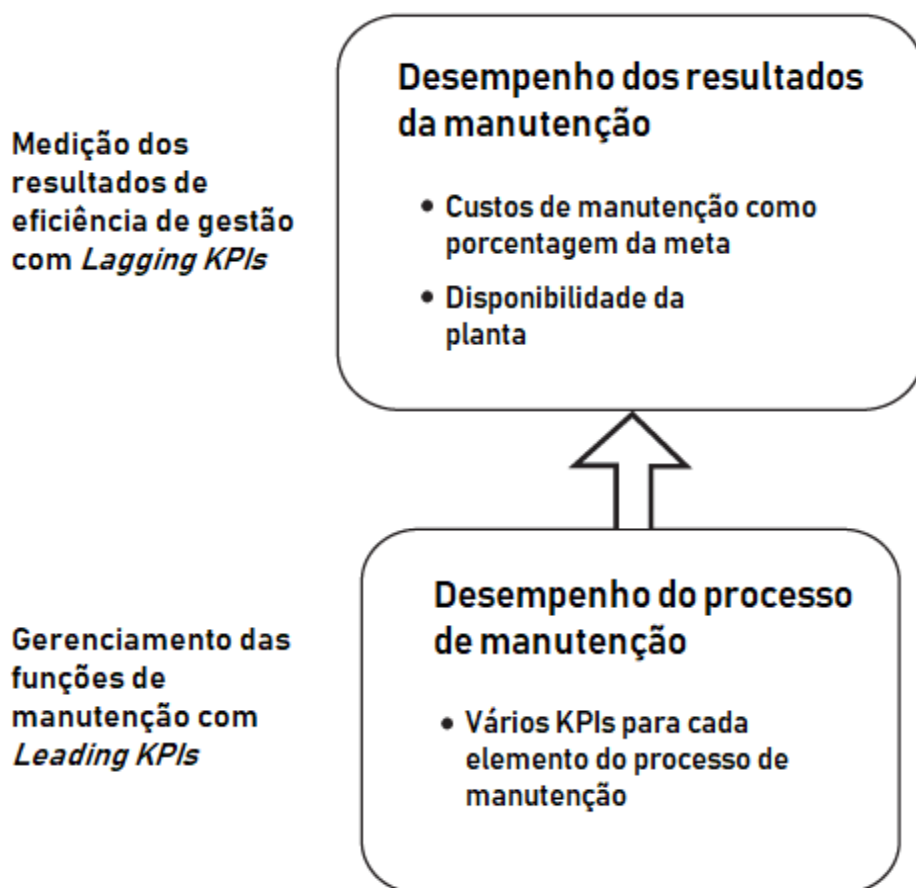 Desempenho dos resultados
da manutenção
Medição dos
resultados de
eficiência de gestão
com Lagging KPIs
• Custos de manutenção como
porcentagem da meta
• Disponibilidade da
planta
Desempenho do processo
de manutenção
Gerenciamento das
funções de
manutenção com
Leading KPIs
• Vários KPIs para cada
elemento do processo de
manutenção